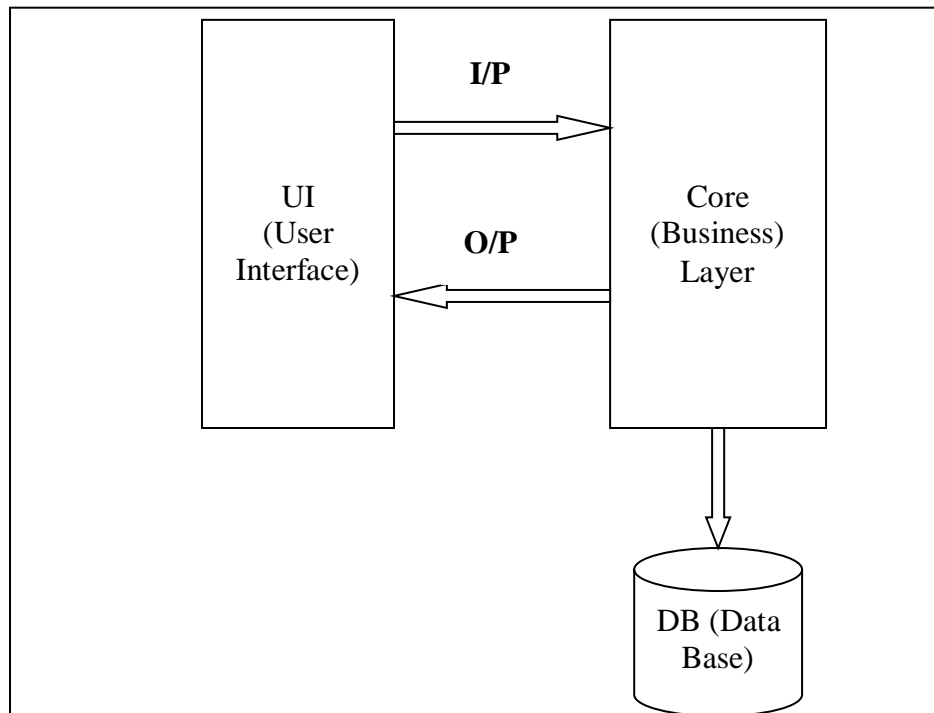 I/P
UI
(User
Interface)
O/P
Core
(Business)
Layer
DB (Data
Base)